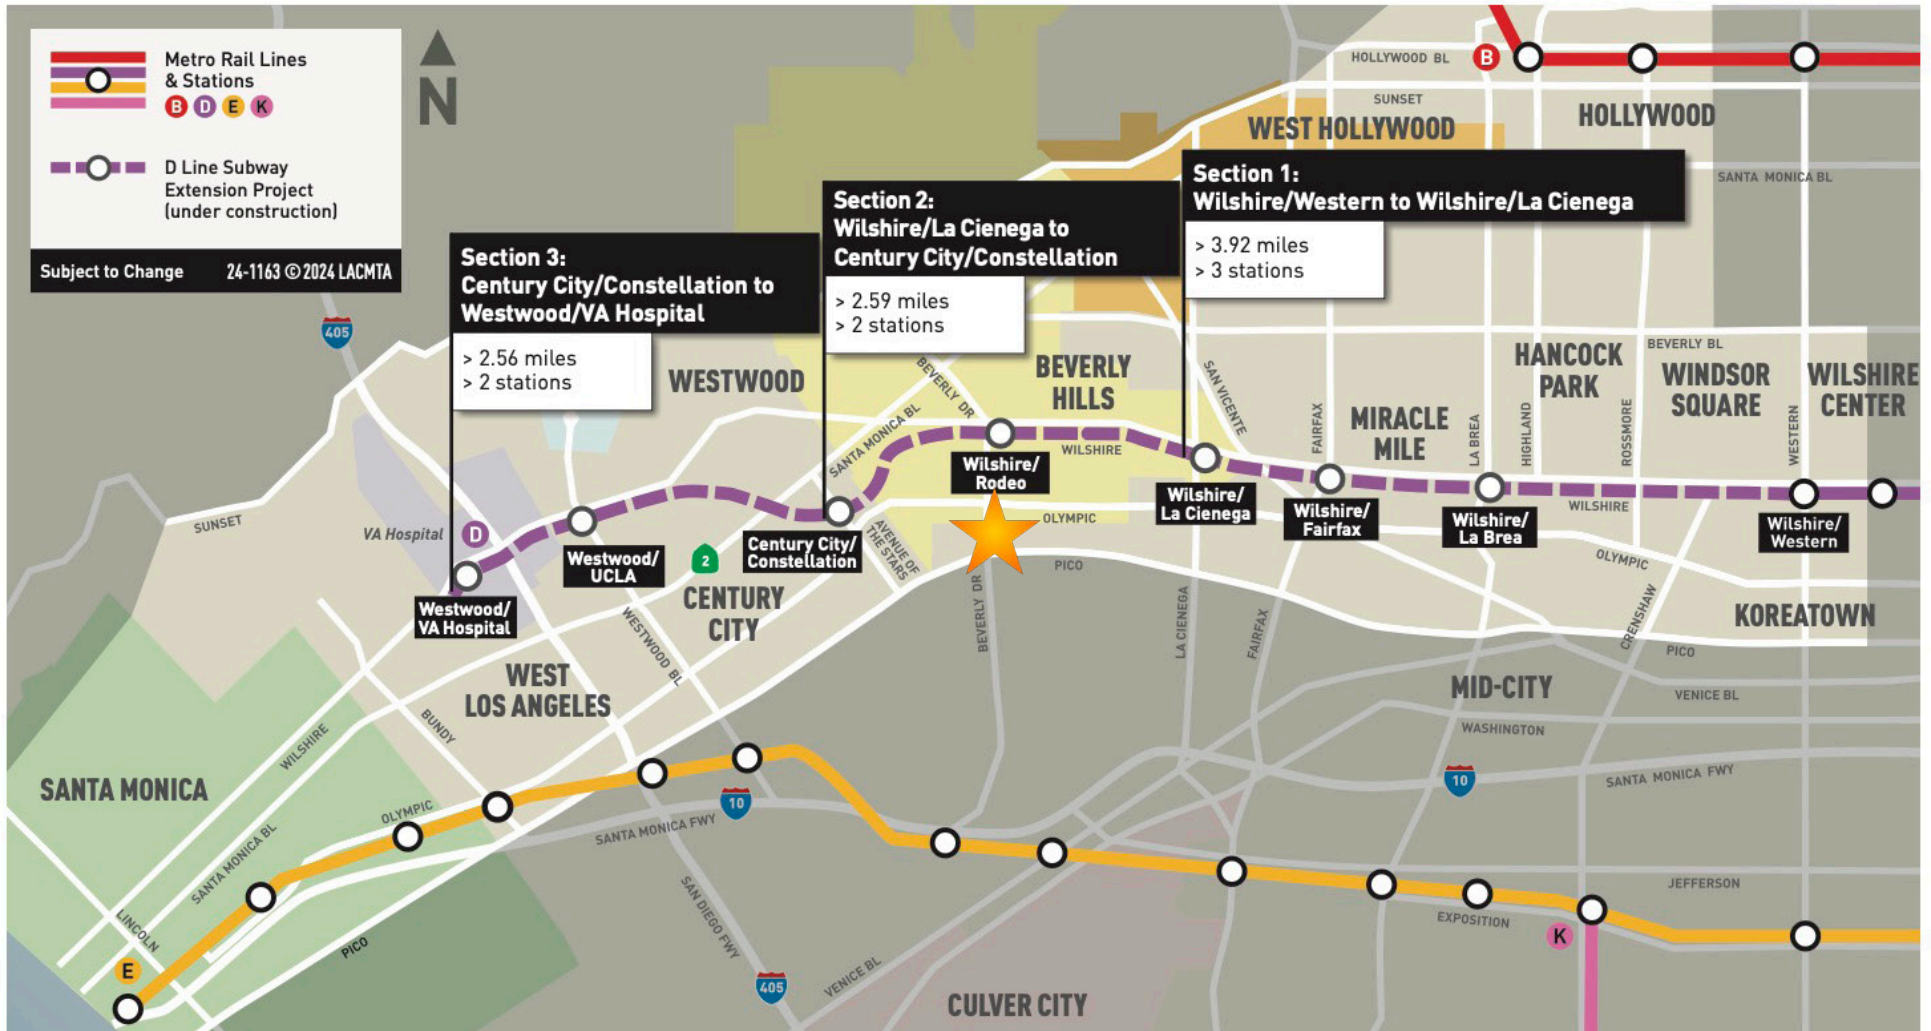 Metro Rail Lines
& Stations
B D E K
D Line Subway
Extension Project
(under construction)
Subject to Change 24-1163 © 2024 LACMTA
N
HOLLYWOOD BL
B
SUNSET
HOLLYWOOD
WEST HOLLYWOOD
SANTA MONICA BL
Section 1:
Wilshire/Western to Wilshire/La Cienega
> 3.92 miles
> 3 stations
Section 2:
Wilshire/La Cienega to
Century City/Constellation
> 2.59 miles
> 2 stations
Section 3:
Century City/Constellation to
Westwood/VA Hospital
> 2.56 miles
> 2 stations
405
WESTWOOD
BEVERLY DR
BEVERLY
HILLS
SAN VICENTE
FAIRFAX
MIRACLE
MILE
LA BREA
HIGHLAND
HANCOCK
PARK
ROSSMORE
BEVERLY BL
WINDSOR
SQUARE
WESTERN
WILSHIRE
CENTER
SANTA MONICA BL
WILSHIRE
Wilshire/
Rodeo
Wilshire/
La Cienega
Wilshire/
Fairfax
Wilshire/
La Brea
WILSHIRE
Wilshire/
Western
SUNSET
VA Hospital
D
Westwood/
VA Hospital
Westwood/
UCLA
2
Century City/
Constellation
AVENUE OF
THE STARS
OLYMPIC
PICO
OLYMPIC
CENTURY
CITY
WESTWOOD BL
BEVERLY DR
LA CIENEGA
FAIRFAX
CRENSHAW
KOREATOWN
PICO
WEST
LOS ANGELES
BUNDY
WILSHIRE
MID-CITY
VENICE BL
WASHINGTON
10
SANTA MONICA FWY
SANTA MONICA
OLYMPIC
SANTA MONICA BL
SANTA MONICA FWY
10
LINCOLN
PICO
E
SAN DIEGO FWY
405
VENICE BL
CULVER CITY
JEFFERSON
EXPOSITION
K